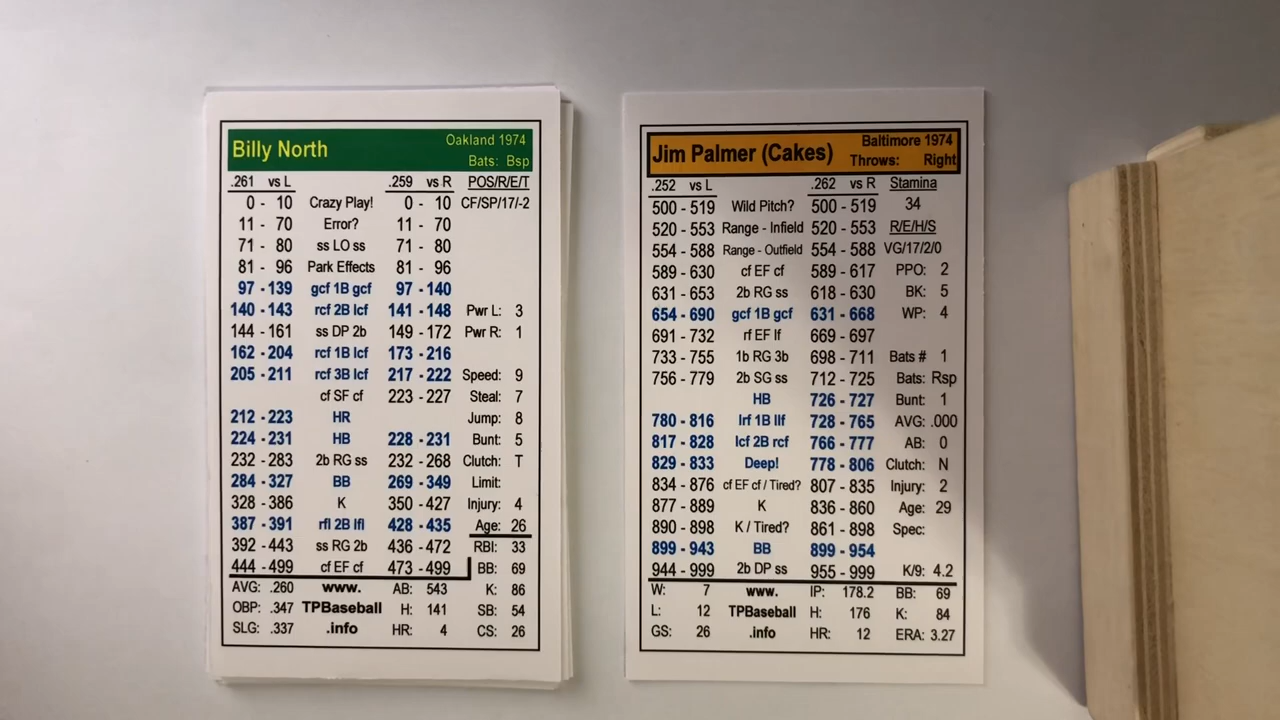 Billy North Oakland 1974
Bats: Bsp
.261 vs L .259 vs R POS/R/E/T
0 - 10 Crazy Play! 0 - 10 CF/SP/17/-2
11 - 70 Error? 11 - 70
71 - 80 ss LO ss 71 - 80
81 - 96 Park Effects 81 - 96
97 - 139 gcf 1B gcf 97 - 140
140 - 143 rcf 2B lcf 141 - 148 Pwr L: 3
144 - 161 ss DP 2b 149 - 172 Pwr R: 1
162 - 204 rcf 1B lcf 173 - 216
205 - 211 rcf 3B lcf 217 - 222 Speed: 9
cf SF cf 223 - 227 Steal: 7
212 - 223 HR Jump: 8
224 - 231 HB 228 - 231 Bunt: 5
232 - 283 2b RG ss 232 - 268 Clutch: T
284 - 327 BB 269 - 349 Limit:
328 - 386 K 350 - 427 Injury: 4
387 - 391 rfl 2B lfl 428 - 435 Age: 26
392 - 443 ss RG 2b 436 - 472 RBI: 33
444 - 499 cf EF cf 473 - 499 BB: 69
AVG: .260 www. AB: 543 K: 86
OBP: .347 TPBaseball H: 141 SB: 54
SLG: .337 .info HR: 4 CS: 26
Jim Palmer (Cakes) Baltimore 1974
Throws: Right
.252 vs L .262 vs R Stamina
500 - 519 Wild Pitch? 500 - 519 34
520 - 553 Range - Infield 520 - 553 R/E/H/S
554 - 588 Range - Outfield 554 - 588 VG/17/2/0
589 - 630 cf EF cf 589 - 617 PPO: 2
631 - 653 2b RG ss 618 - 630 BK: 5
654 - 690 gcf 1B gcf 631 - 668 WP: 4
691 - 732 rf EF lf 669 - 697
733 - 755 1b RG 3b 698 - 711 Bats # 1
756 - 779 2b SG ss 712 - 725 Bats: Rsp
HB 726 - 727 Bunt: 1
780 - 816 lrf 1B llf 728 - 765 AVG: .000
817 - 828 lcf 2B rcf 766 - 777 AB: 0
829 - 833 Deep! 778 - 806 Clutch: N
834 - 876 cf EF cf / Tired? 807 - 835 Injury: 2
877 - 889 K 836 - 860 Age: 29
890 - 898 K / Tired? 861 - 898 Spec:
899 - 943 BB 899 - 954
944 - 999 2b DP ss 955 - 999 K/9: 4.2
W: 7 www. IP: 178.2 BB: 69
L: 12 TPBaseball H: 176 K: 84
GS: 26 .info HR: 12 ERA: 3.27